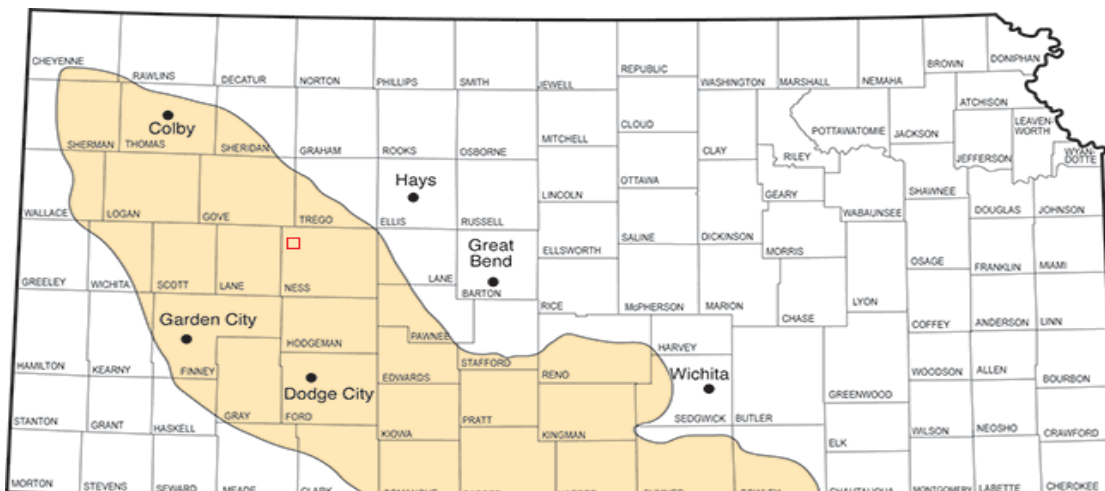 CHEYENNE
RAWLINS
DECATUR
NORTON
PHILLIPS
SMITH
JEWELL
REPUBLIC
WASHINGTON
MARSHALL
NEMAHA
BROWN
DONIPHAN
Colby
SHERMAN
THOMAS
SHERIDAN
GRAHAM
ROOKS
OSBORNE
MITCHELL
CLOUD
CLAY
RILEY
POTTAWATOMIE
JACKSON
ATCHISON
JEFFERSON
LEAVEN-
WORTH
WYAN-
DOTTE
Hays
WALLACE
LOGAN
GOVE
TREGO
ELLIS
RUSSELL
LINCOLN
OTTAWA
GEARY
WABAUNSEE
SHAWNEE
DOUGLAS
JOHNSON
Great
Bend
GREELEY
WICHITA
SCOTT
LANE
NESS
LANE
BARTON
ELLSWORTH
SALINE
DICKINSON
MORRIS
OSAGE
FRANKLIN
MIAMI
RICE
McPHERSON
MARION
CHASE
LYON
COFFEY
ANDERSON
LINN
Garden City
HAMILTON
KEARNY
FINNEY
HODGEMAN
PAWNEE
STAFFORD
EDWARDS
RENO
HARVEY
Wichita
WOODSON
ALLEN
BOURBON
Dodge City
STANTON
GRANT
HASKELL
GRAY
FORD
KIOWA
PRATT
KINGMAN
SEDGWICK
BUTLER
GREENWOOD
ELK
WILSON
NEOSHO
CRAWFORD
MORTON
STEVENS
SEWARD
MEADE
CLARK
CHAUTAUQUA
MONTGOMERY
LABETTE
CHEROKEE